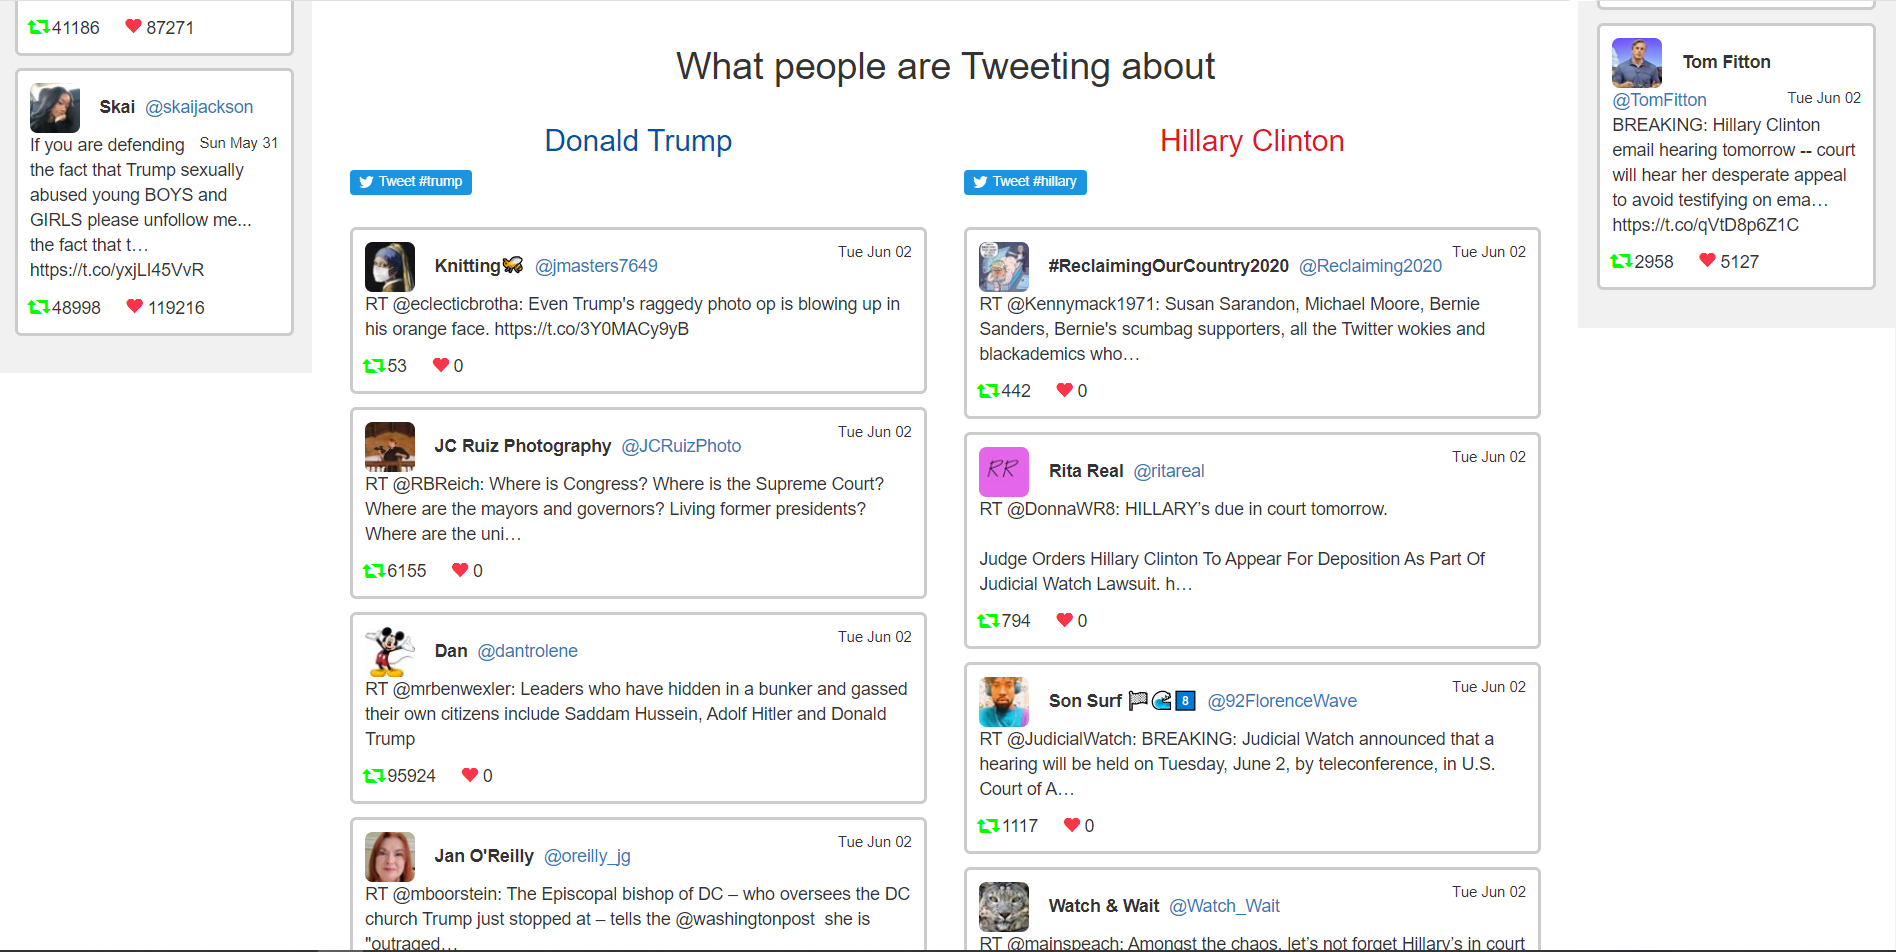 41186 87271
Skai @skaijackson
Sun May 31
If you are defending
the fact that Trump sexually
abused young BOYS and
GIRLS please unfollow me...
the fact that t…
https://t.co/yxjLI45VvR
48998 119216
What people are Tweeting about
Donald Trump
Tweet #trump
Knitting @jmasters7649
Tue Jun 02
RT @eclecticbrotha: Even Trump's raggedy photo op is blowing up in
his orange face. https://t.co/3Y0MACy9yB
53 0
JC Ruiz Photography @JCRuizPhoto
Tue Jun 02
RT @RBReich: Where is Congress? Where is the Supreme Court?
Where are the mayors and governors? Living former presidents?
Where are the uni…
6155 0
Dan @dantrolene
Tue Jun 02
RT @mrbenwexler: Leaders who have hidden in a bunker and gassed
their own citizens include Saddam Hussein, Adolf Hitler and Donald
Trump
95924 0
Jan O'Reilly @oreilly_jg
Tue Jun 02
RT @mboorstein: The Episcopal bishop of DC – who oversees the DC
church Trump just stopped at – tells the @washingtonpost she is
"outraged…
Hillary Clinton
Tweet #hillary
#ReclaimingOurCountry2020 @Reclaiming2020
Tue Jun 02
RT @Kennymack1971: Susan Sarandon, Michael Moore, Bernie
Sanders, Bernie's scumbag supporters, all the Twitter wokies and
blackademics who…
442 0
RR
Rita Real @ritareal
Tue Jun 02
RT @DonnaWR8: HILLARY’s due in court tomorrow.
Judge Orders Hillary Clinton To Appear For Deposition As Part Of
Judicial Watch Lawsuit. h…
794 0
Son Surf 8 @92FlorenceWave
Tue Jun 02
RT @JudicialWatch: BREAKING: Judicial Watch announced that a
hearing will be held on Tuesday, June 2, by teleconference, in U.S.
Court of A…
1117 0
Watch & Wait @Watch_Wait
Tue Jun 02
RT @mainspeach: Amongst the chaos, let’s not forget Hillary’s in court
Tom Fitton
@TomFitton
Tue Jun 02
BREAKING: Hillary Clinton
email hearing tomorrow -- court
will hear her desperate appeal
to avoid testifying on ema…
https://t.co/qVtD8p6Z1C
2958 5127